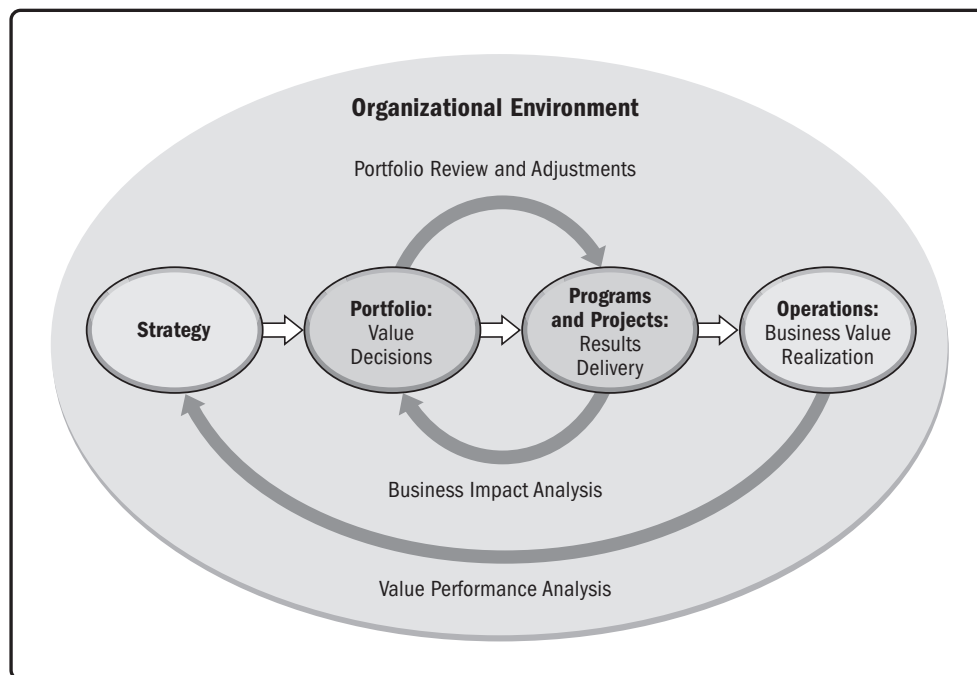 Organizational Environment
Portfolio Review and Adjustments
Strategy
Portfolio:
Value
Decisions
Programs
and Projects:
Results
Delivery
Operations:
Business Value
Realization
Business Impact Analysis
Value Performance Analysis